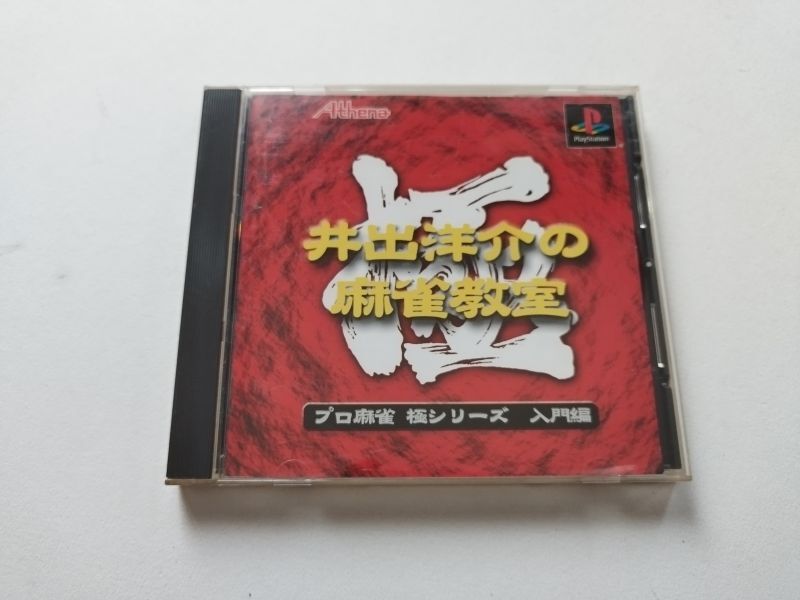 Athena
PlayStation
極
井出洋介の
麻雀教室
プロ麻雀 極シリーズ 入門編